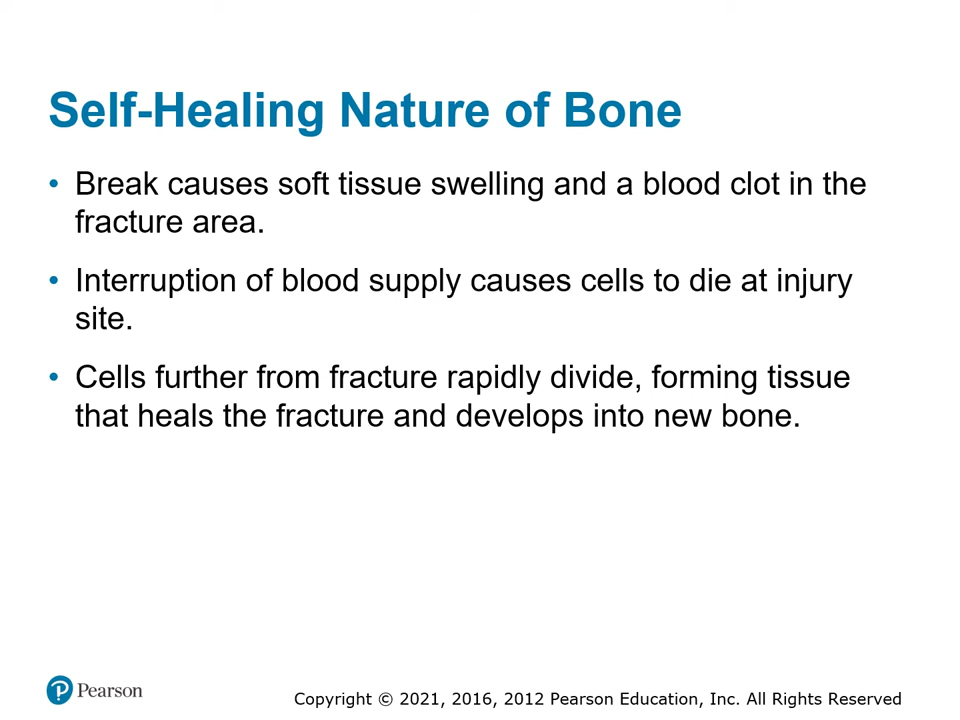 Self-Healing Nature of Bone
• Break causes soft tissue swelling and a blood clot in the
fracture area.
• Interruption of blood supply causes cells to die at injury
site.
• Cells further from fracture rapidly divide, forming tissue
that heals the fracture and develops into new bone.
P Pearson
Copyright © 2021, 2016, 2012 Pearson Education, Inc. All Rights Reserved